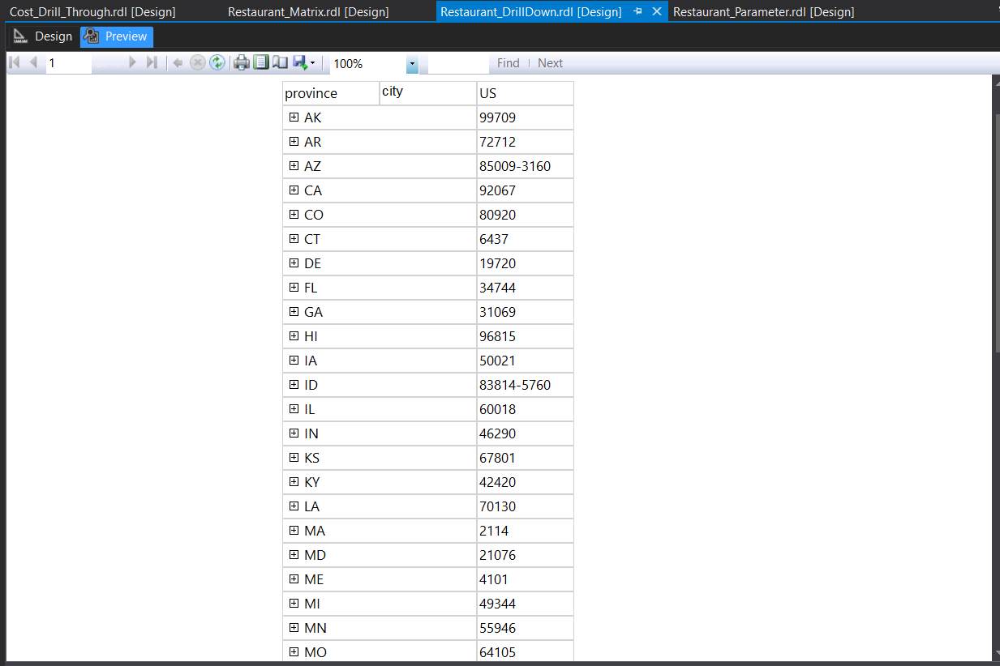 Cost_Drill_Through.rdl [Design] Restaurant_Matrix.rdl [Design] Restaurant_DrillDown.rdl [Design] Restaurant_Parameter.rdl [Design]
Design Preview
1 100% Find | Next
province city US
AK 99709
AR 72712
AZ 85009-3160
CA 92067
CO 80920
CT 6437
DE 19720
FL 34744
GA 31069
HI 96815
IA 50021
ID 83814-5760
IL 60018
IN 46290
KS 67801
KY 42420
LA 70130
MA 2114
MD 21076
ME 4101
MI 49344
MN 55946
MO 64105